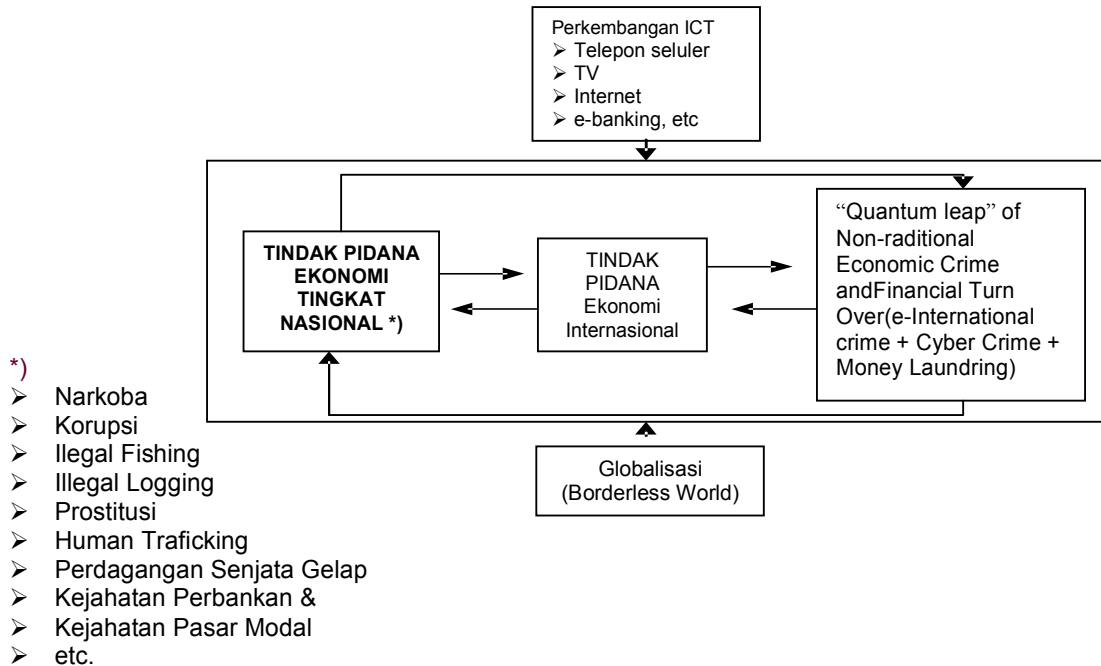 Perkembangan ICT
➢ Telepon seluler
➢ TV
➢ Internet
➢ e-banking, etc
TINDAK PIDANA
EKONOMI
TINGKAT
NASIONAL *)
TINDAK
PIDANA
Ekonomi
Internasional
“Quantum leap” of
Non-raditional
Economic Crime
andFinancial Turn
Over(e-International
crime + Cyber Crime +
Money Laundring)
Globalisasi
(Borderless World)
*)
➢ Narkoba
➢ Korupsi
➢ Ilegal Fishing
➢ Illegal Logging
➢ Prostitusi
➢ Human Traficking
➢ Perdagangan Senjata Gelap
➢ Kejahatan Perbankan &
➢ Kejahatan Pasar Modal
➢ etc.